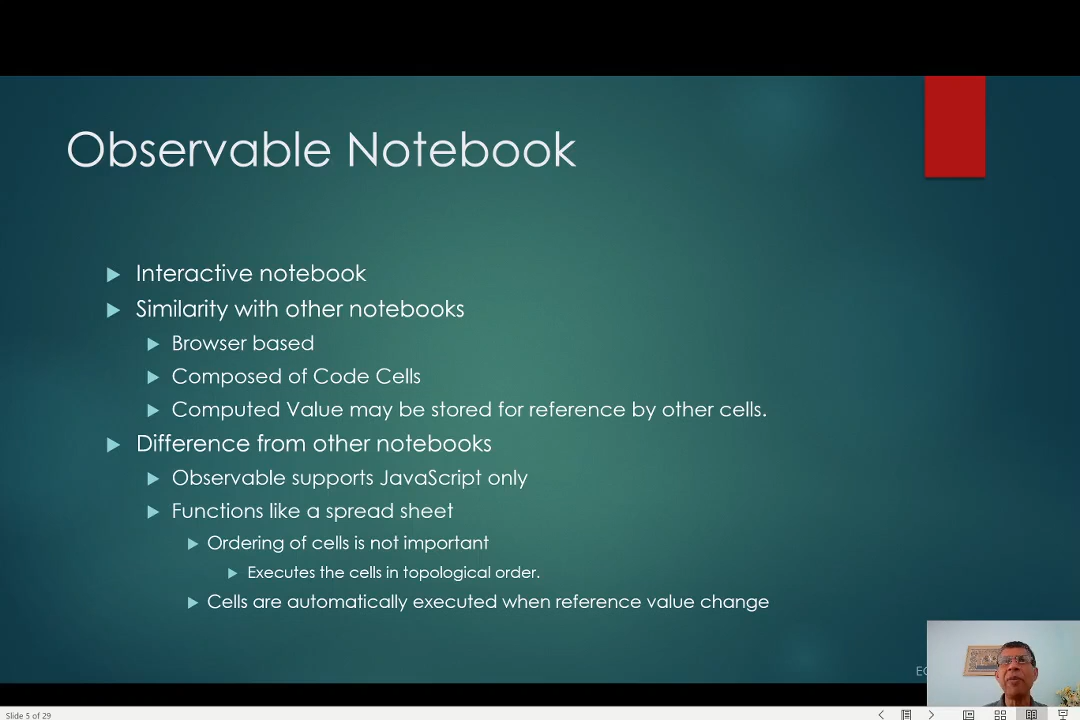 Observable Notebook
Interactive notebook
Similarity with other notebooks
Browser based
Composed of Code Cells
Computed Value may be stored for reference by other cells.
Difference from other notebooks
Observable supports JavaScript only
Functions like a spread sheet
Ordering of cells is not important
Executes the cells in topological order.
Cells are automatically executed when reference value change
Slide 5 of 29